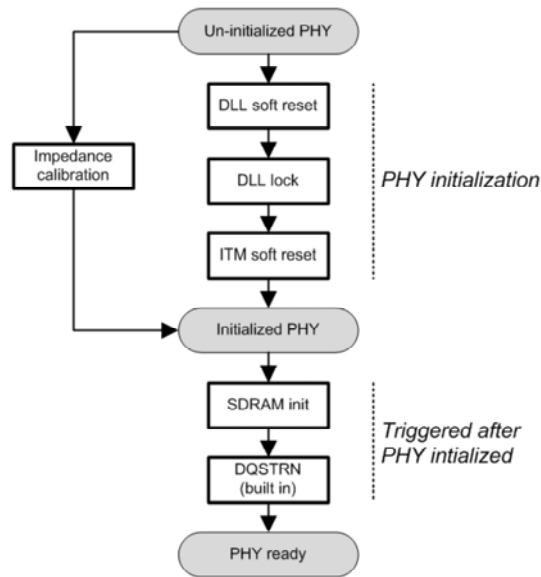 Un-initialized PHY
DLL soft reset
Impedance
calibration
DLL lock
PHY initialization
ITM soft reset
Initialized PHY
SDRAM init
Triggered after
PHY intialized
DQSTRN
(built in)
PHY ready